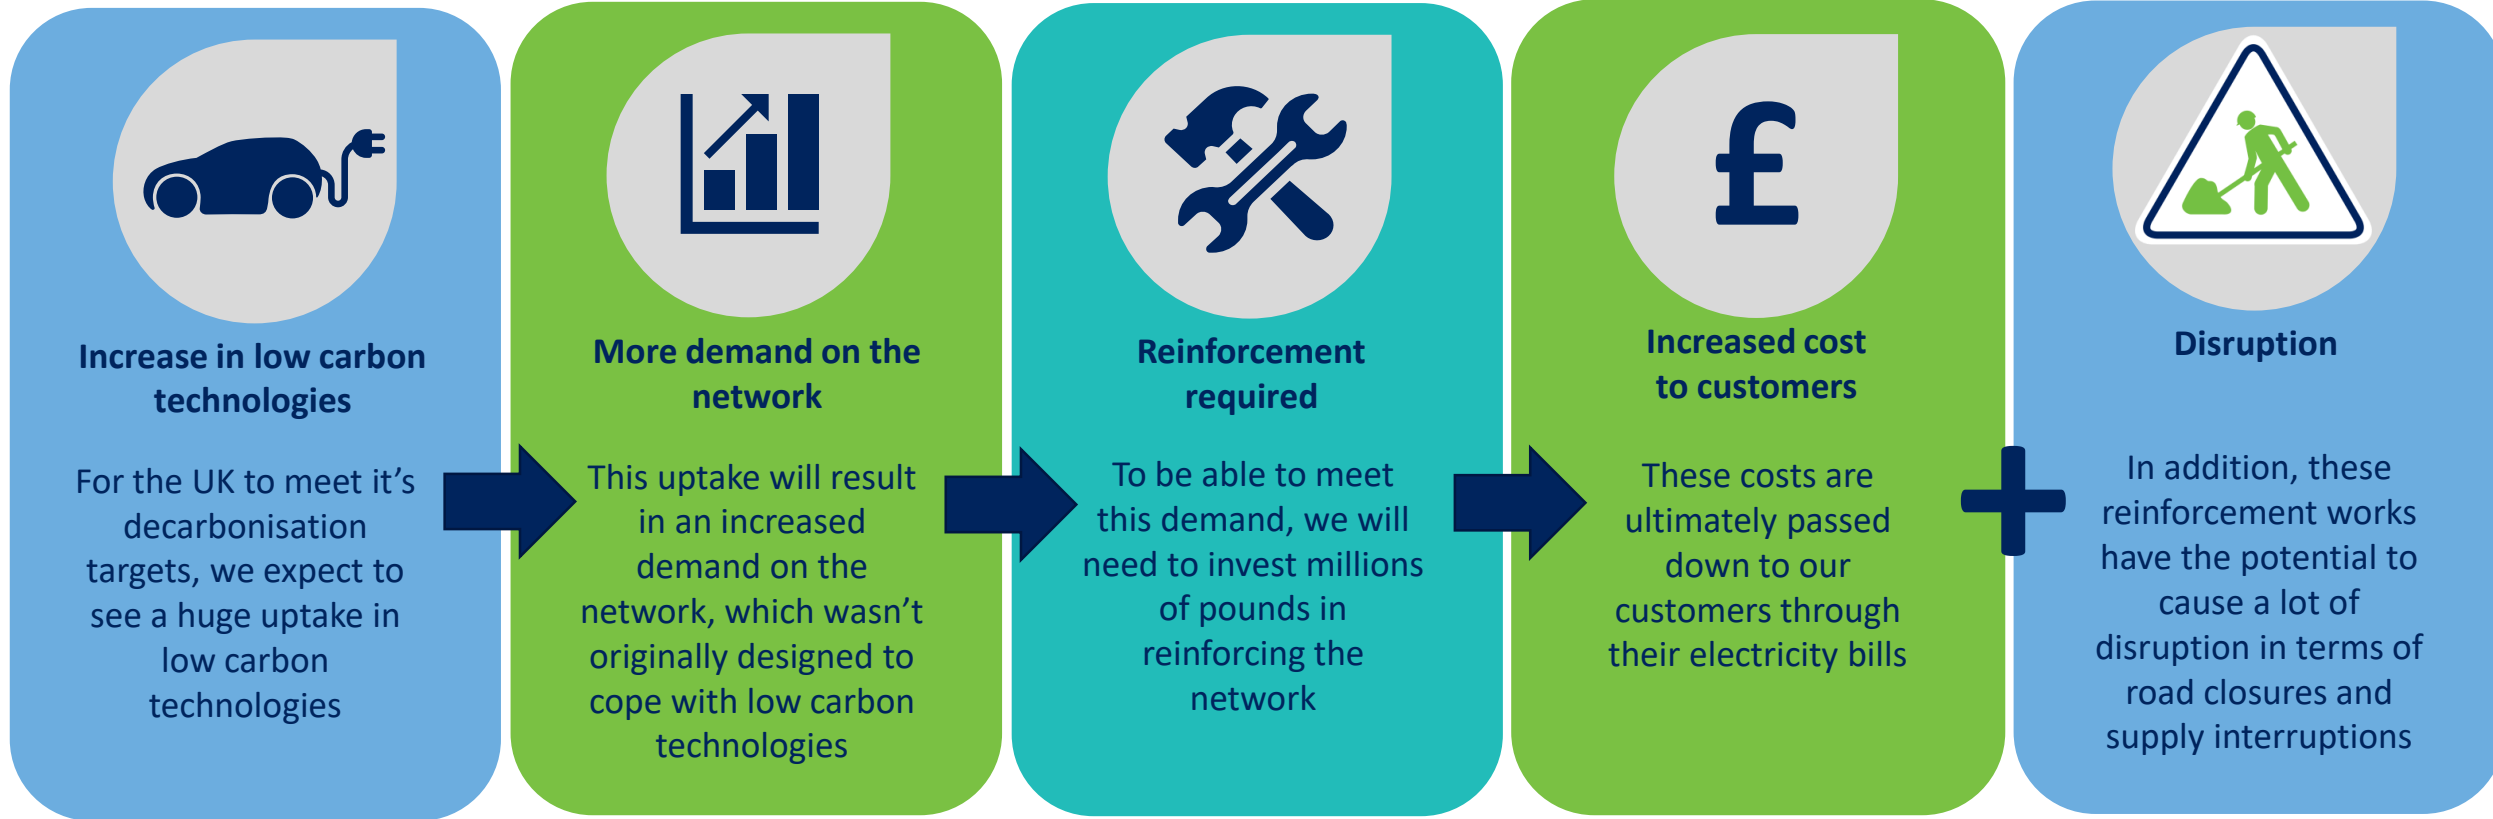 Increase in low carbon
technologies
For the UK to meet it’s
decarbonisation
targets, we expect to
see a huge uptake in
low carbon
technologies
More demand on the
network
This uptake will result
in an increased
demand on the
network, which wasn’t
originally designed to
cope with low carbon
technologies
Reinforcement
required
To be able to meet
this demand, we will
need to invest millions
of pounds in
reinforcing the
network
£
Increased cost
to customers
These costs are
ultimately passed
down to our
customers through
their electricity bills
+
Disruption
In addition, these
reinforcement works
have the potential to
cause a lot of
disruption in terms of
road closures and
supply interruptions